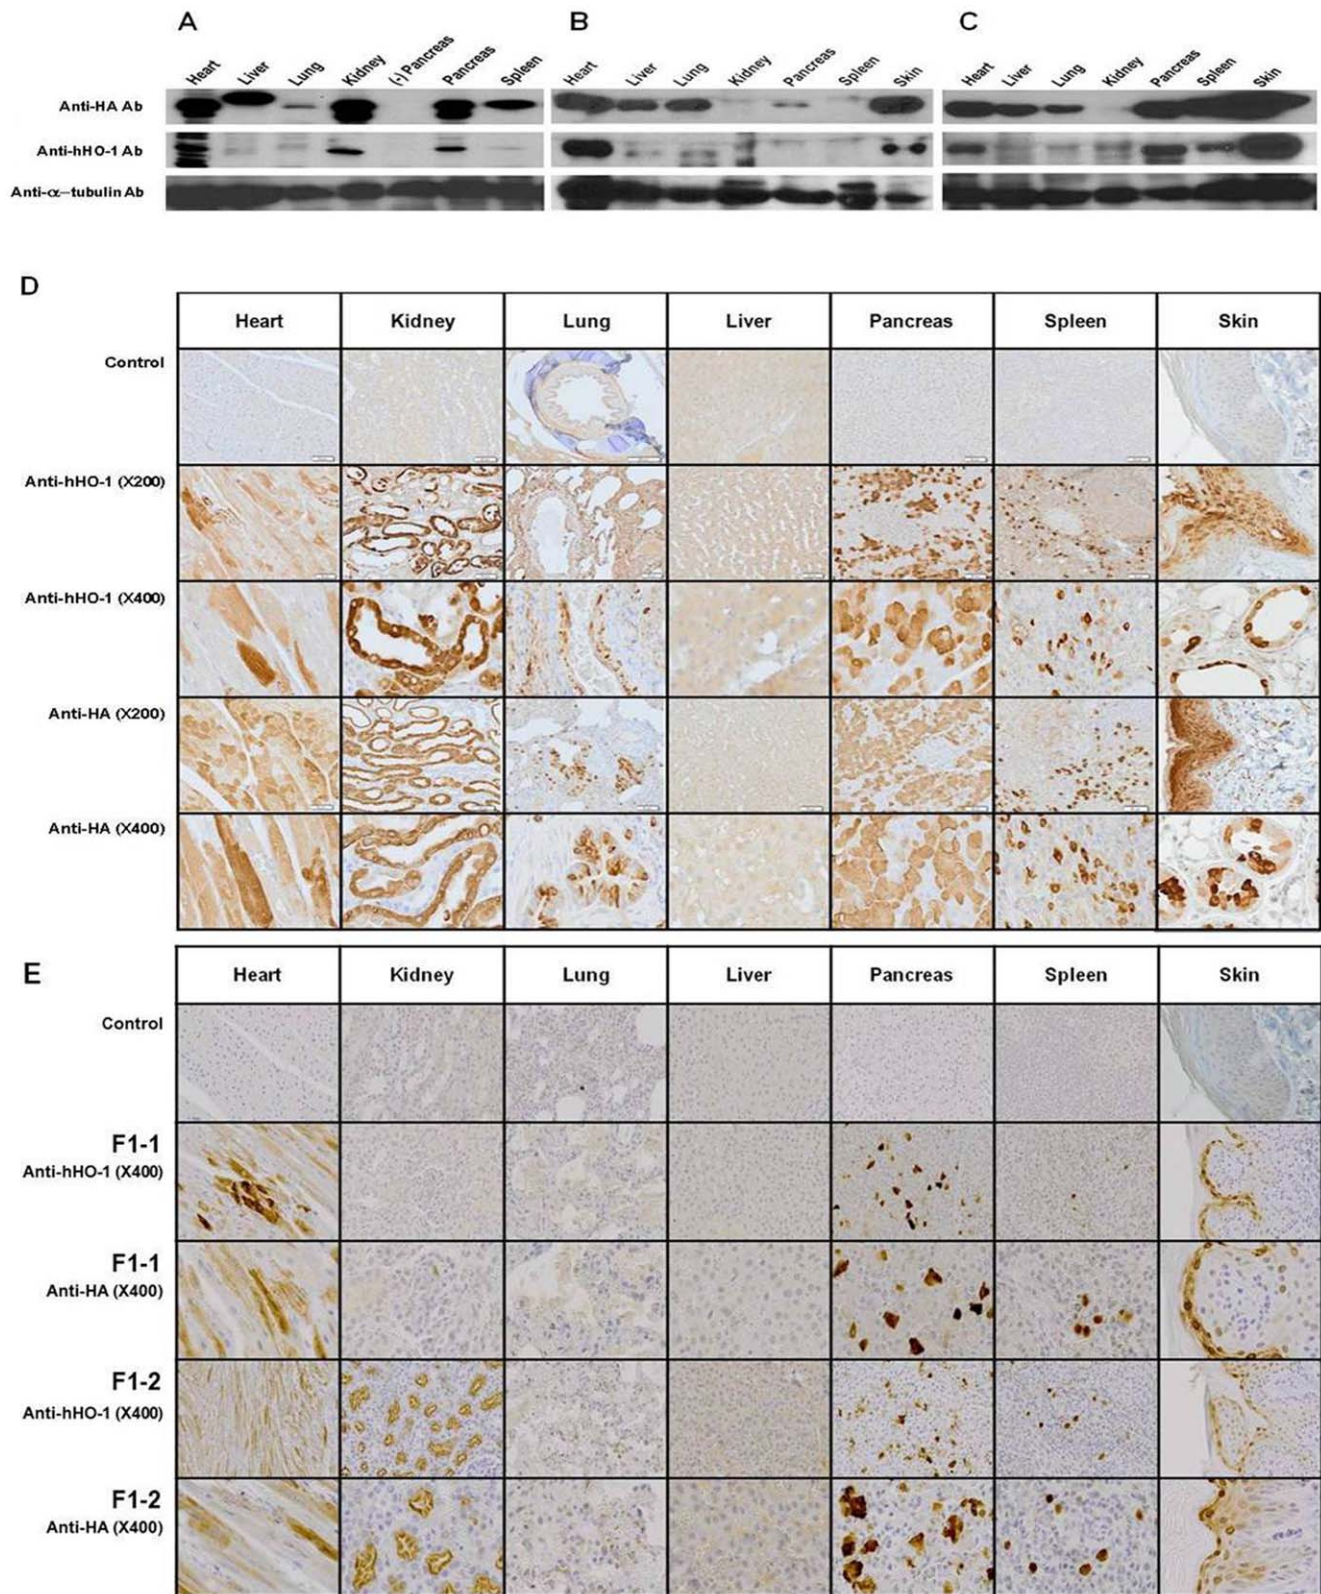 A
B
C
Heart Liver Lung Kidney (-) Pancreas Pancreas Spleen
Heart Liver Lung Kidney Pancreas Spleen Skin
Heart Liver Lung Kidney Pancreas Spleen Skin
Anti-HA Ab
Anti-hHO-1 Ab
Anti-α–tubulin Ab
D
Heart Kidney Lung Liver Pancreas Spleen Skin
Control
Anti-hHO-1 (X200)
Anti-hHO-1 (X400)
Anti-HA (X200)
Anti-HA (X400)
E
Heart Kidney Lung Liver Pancreas Spleen Skin
Control
F1-1
Anti-hHO-1 (X400)
F1-1
Anti-HA (X400)
F1-2
Anti-hHO-1 (X400)
F1-2
Anti-HA (X400)